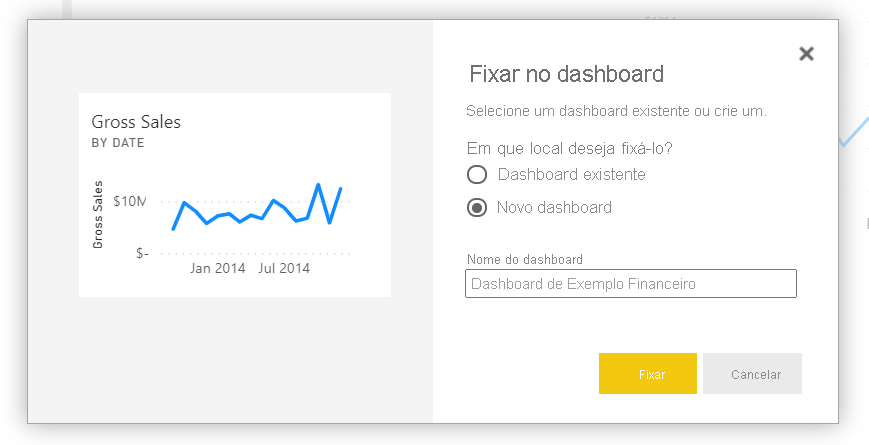 Fixar no dashboard
Selecione um dashboard existente ou crie um.
Em que local deseja fixá-lo?
Dashboard existente
Novo dashboard
Nome do dashboard
Dashboard de Exemplo Financeiro
Fixar
Cancelar
Gross Sales
BY DATE
Gross Sales
$10M
$-
Jan 2014
Jul 2014